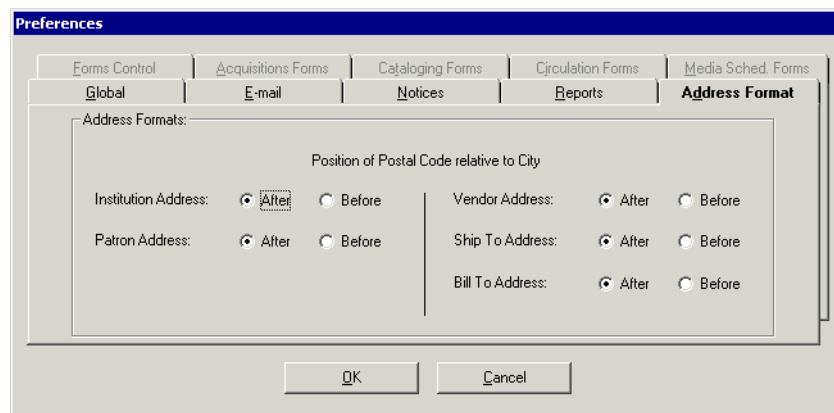 Preferences
Forms Control Acquisitions Forms Cataloging Forms Circulation Forms Media Sched. Forms
Global E-mail Notices Reports Address Format
Address Formats:
Position of Postal Code relative to City
Institution Address: After Before Vendor Address: After Before
Patron Address: After Before Ship To Address: After Before
Bill To Address: After Before
OK Cancel